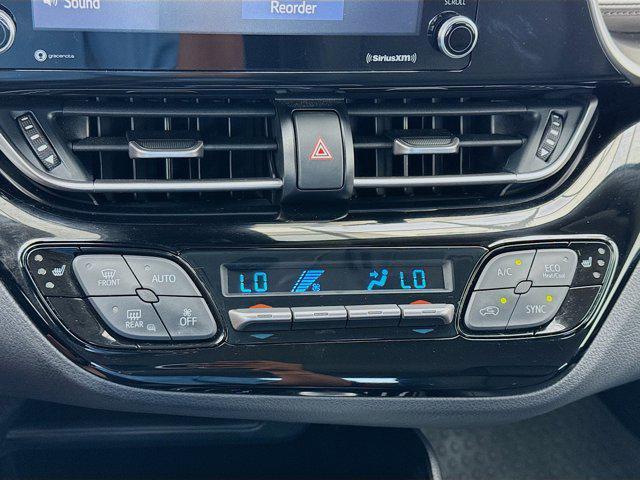 Sound
Reorder
SCROLL
gracenote
((SiriusXM))
FRONT
AUTO
REAR
OFF
LO
LO
A/C
ECO
Heat/Cool
SYNC